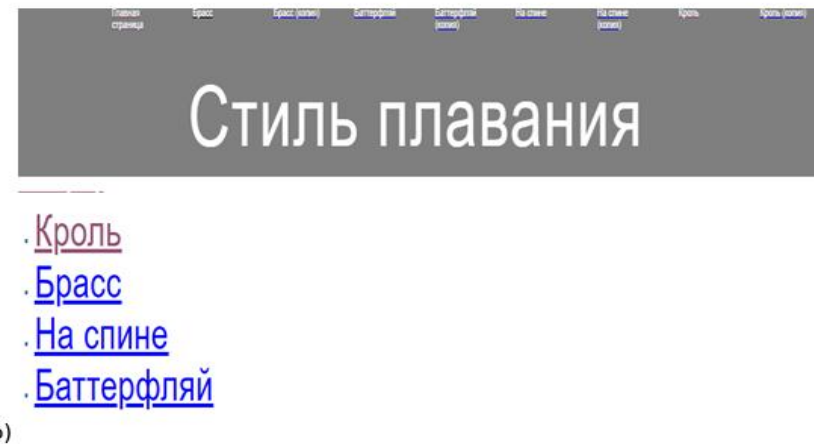 Главная страница Брасс Брасс (копия) Баттерфляй Баттерфляй (копия) На спине На спине (копия) Кроль Кроль (копия)
Стиль плавания
Кроль
Брасс
На спине
Баттерфляй